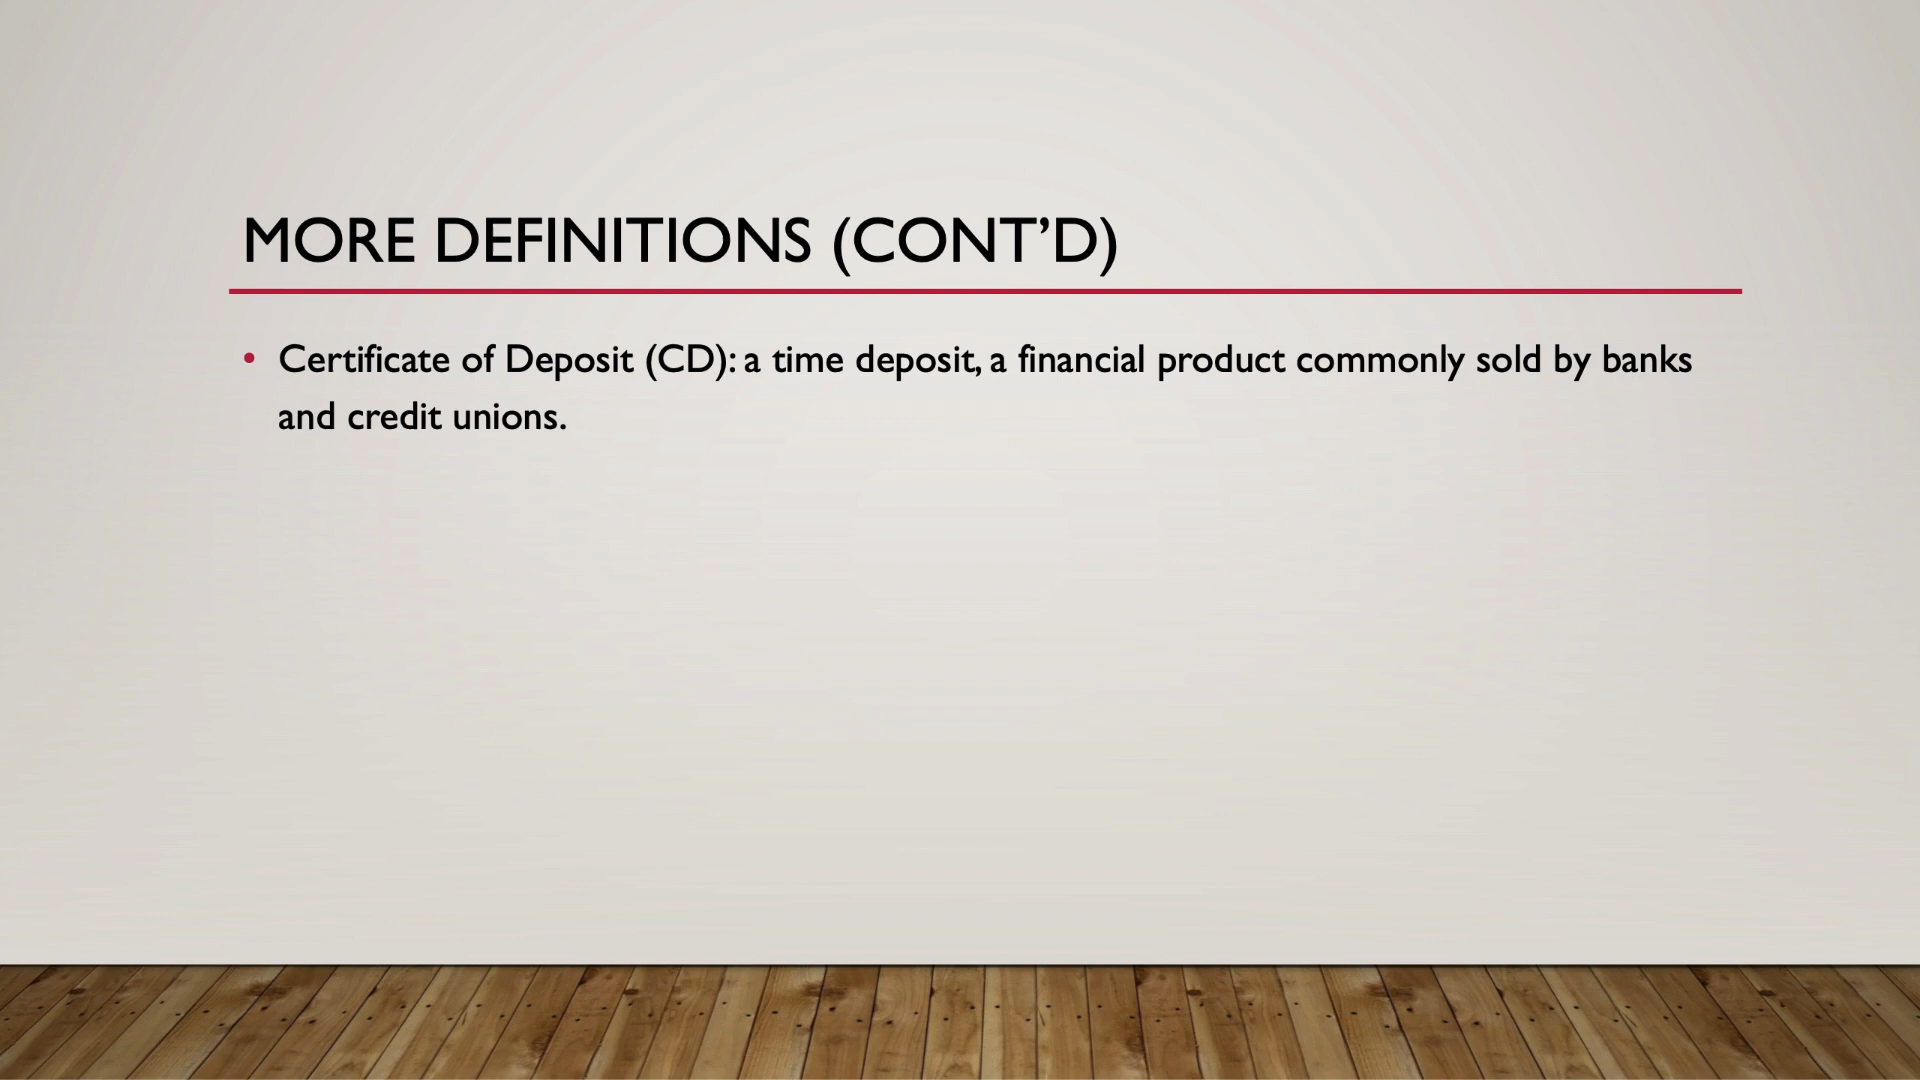 MORE DEFINITIONS (CONT’D)
• Certificate of Deposit (CD): a time deposit, a financial product commonly sold by banks
and credit unions.